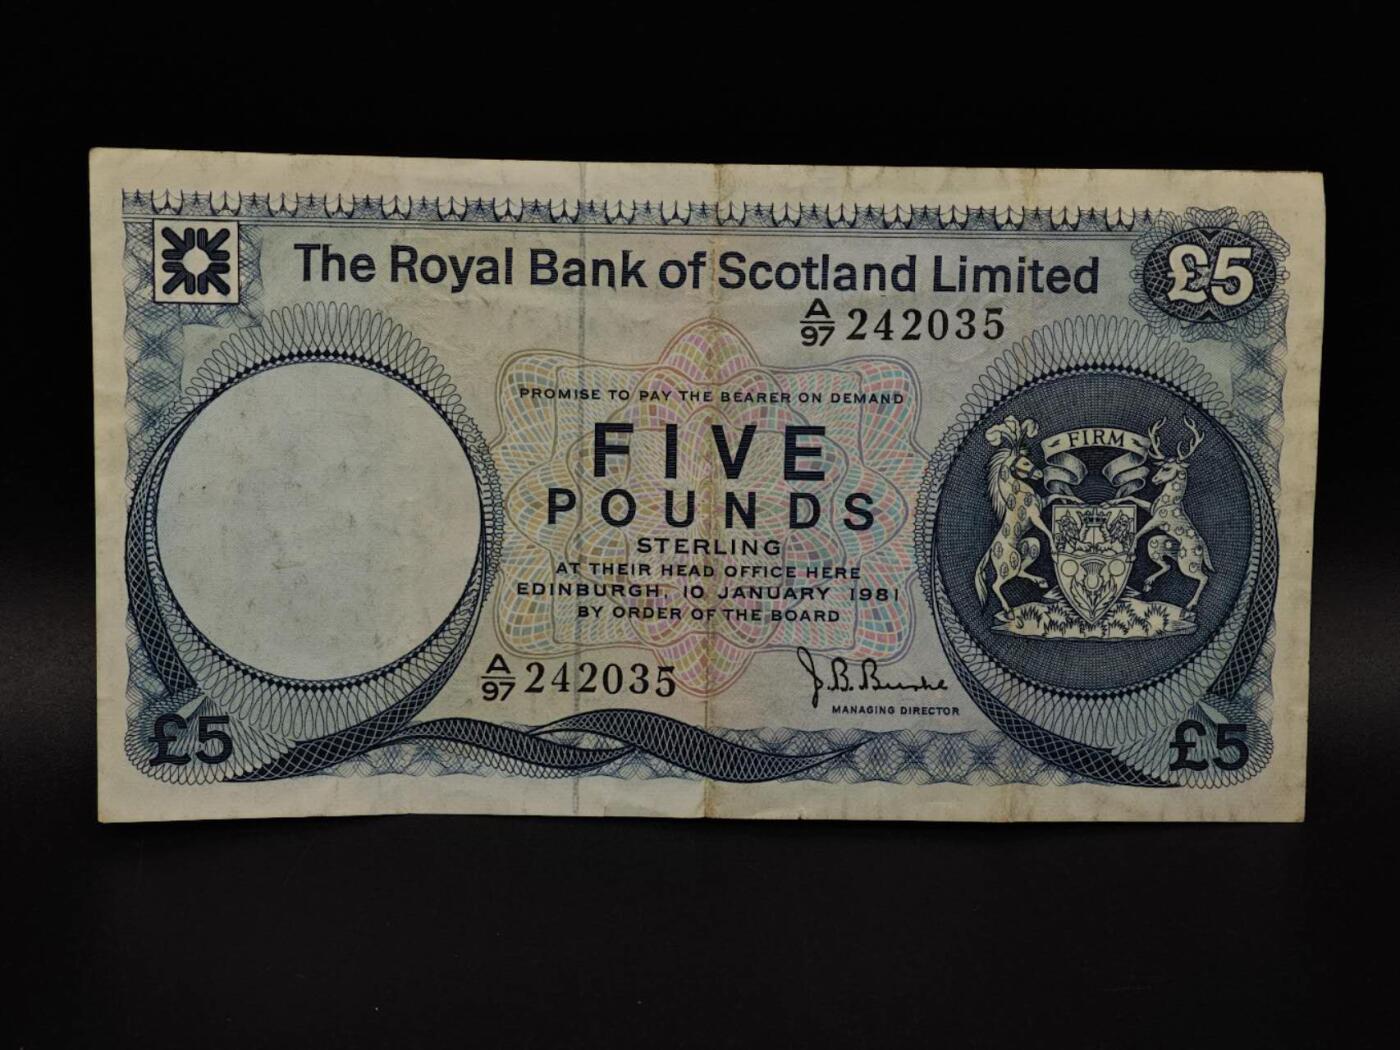 The Royal Bank of Scotland Limited
£5
A/97 242035
PROMISE TO PAY THE BEARER ON DEMAND
FIVE
POUNDS
STERLING
AT THEIR HEAD OFFICE HERE
EDINBURGH, 10 JANUARY 1981
BY ORDER OF THE BOARD
FIRM
A/97 242035
J.B. Burke
MANAGING DIRECTOR
£5
£5